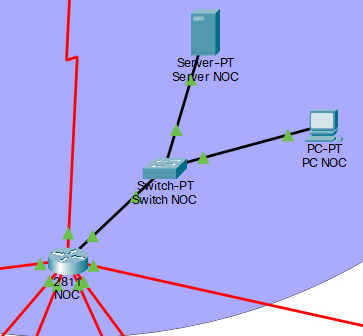 Server-PT
Server NOC
PC-PT
PC NOC
Switch-PT
Switch NOC
2811
NOC